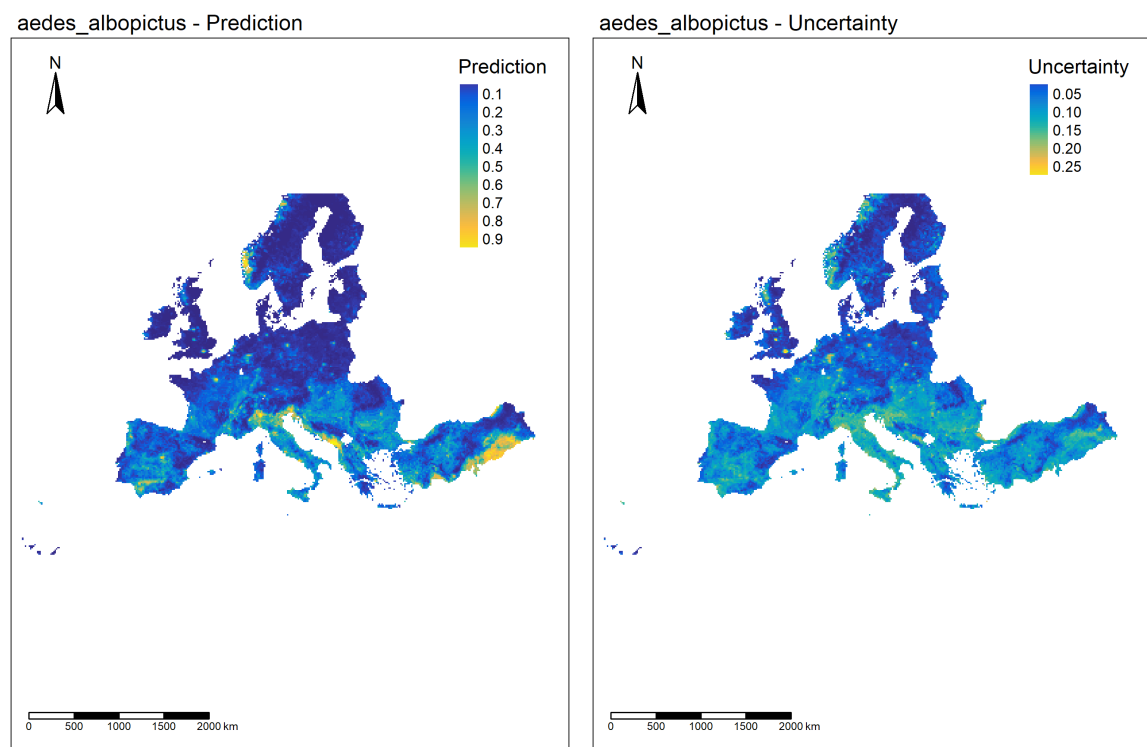 aedes_albopictus - Prediction
N
Prediction
0.1
0.2
0.3
0.4
0.5
0.6
0.7
0.8
0.9
0 500 1000 1500 2000 km
aedes_albopictus - Uncertainty
N
Uncertainty
0.05
0.10
0.15
0.20
0.25
0 500 1000 1500 2000 km